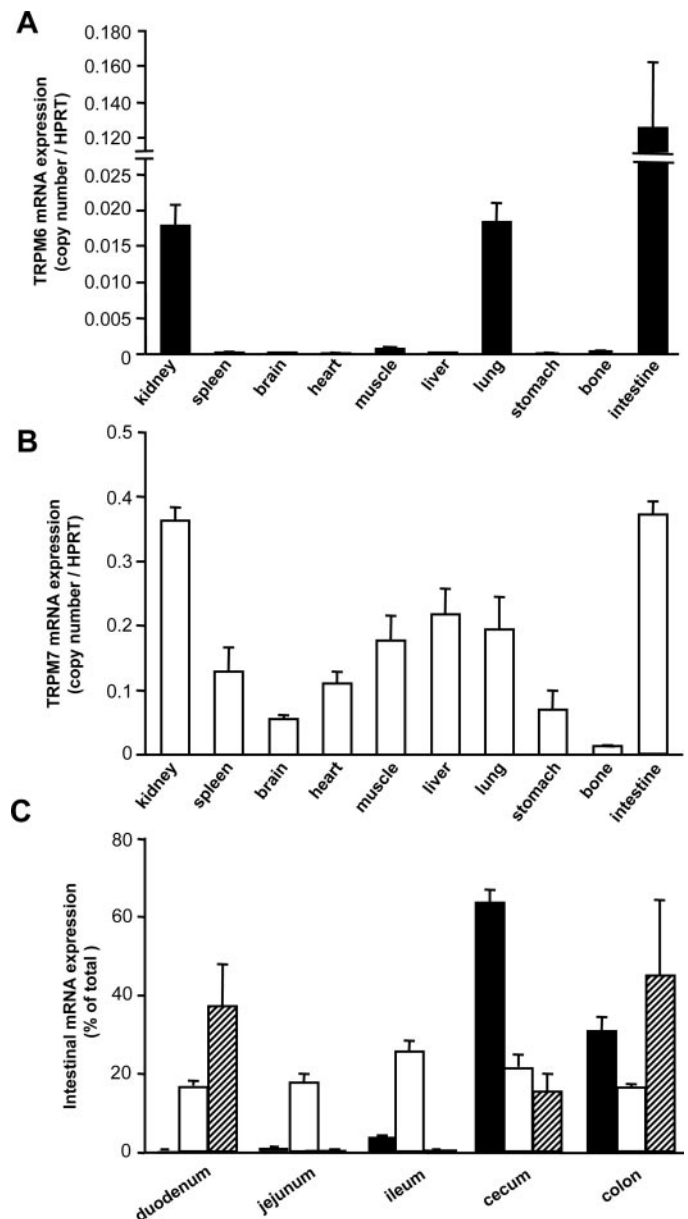 A
TRPM6 mRNA expression
(copy number / HPRT)
0.180
0.160
0.140
0.120
0.025
0.020
0.015
0.010
0.005
0
kidney
spleen
brain
heart
muscle
liver
lung
stomach
bone
intestine
B
TRPM7 mRNA expression
(copy number / HPRT)
0.5
0.4
0.3
0.2
0.1
0
kidney
spleen
brain
heart
muscle
liver
lung
stomach
bone
intestine
C
Intestinal mRNA expression
(% of total )
80
60
40
20
0
duodenum
jejunum
ileum
cecum
colon